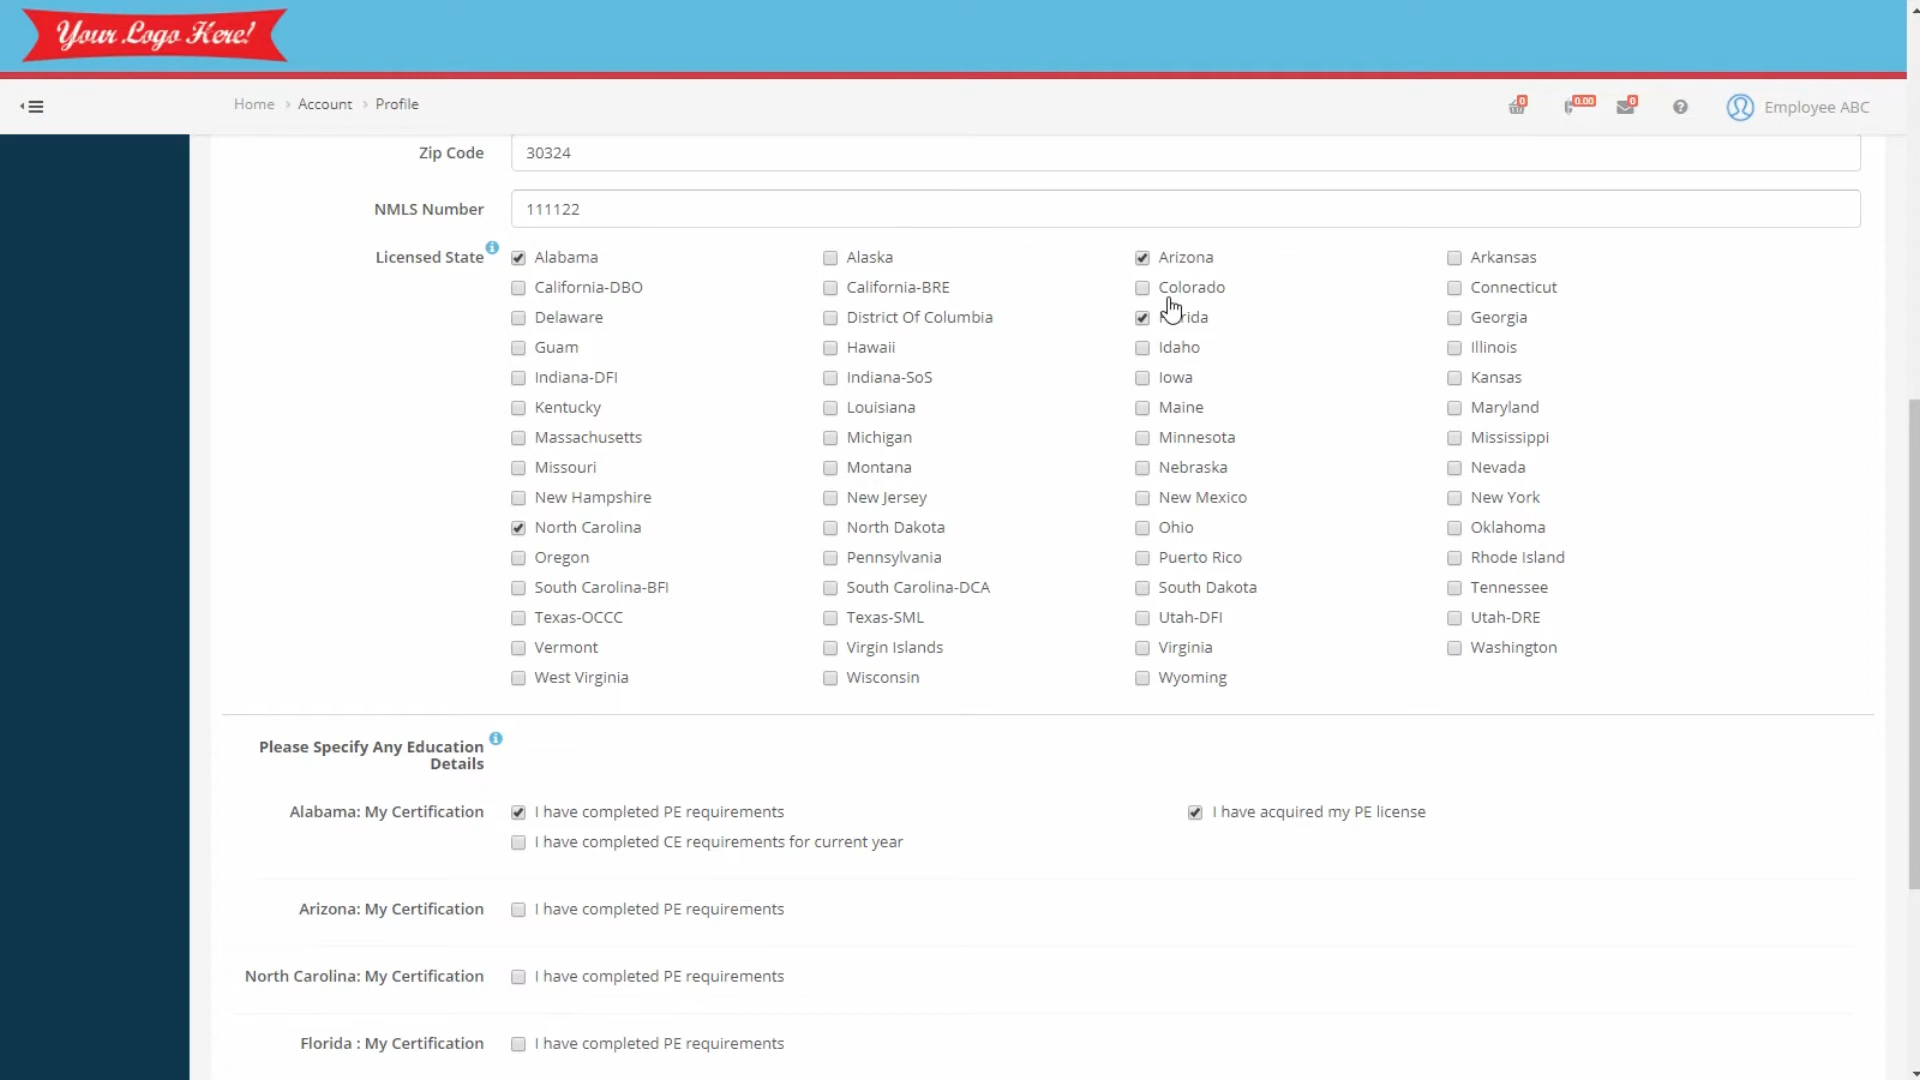 Your Logo Here!
Home › Account › Profile
0
0.00
0
Employee ABC
Zip Code 30324
NMLS Number 111122
Licensed State Alabama Alaska Arizona Arkansas
California-DBO California-BRE Colorado Connecticut
Delaware District Of Columbia rida Georgia
Guam Hawaii Idaho Illinois
Indiana-DFI Indiana-SoS Iowa Kansas
Kentucky Louisiana Maine Maryland
Massachusetts Michigan Minnesota Mississippi
Missouri Montana Nebraska Nevada
New Hampshire New Jersey New Mexico New York
North Carolina North Dakota Ohio Oklahoma
Oregon Pennsylvania Puerto Rico Rhode Island
South Carolina-BFI South Carolina-DCA South Dakota Tennessee
Texas-OCCC Texas-SML Utah-DFI Utah-DRE
Vermont Virgin Islands Virginia Washington
West Virginia Wisconsin Wyoming
Please Specify Any Education
Details
Alabama: My Certification I have completed PE requirements I have acquired my PE license
I have completed CE requirements for current year
Arizona: My Certification I have completed PE requirements
North Carolina: My Certification I have completed PE requirements
Florida : My Certification I have completed PE requirements